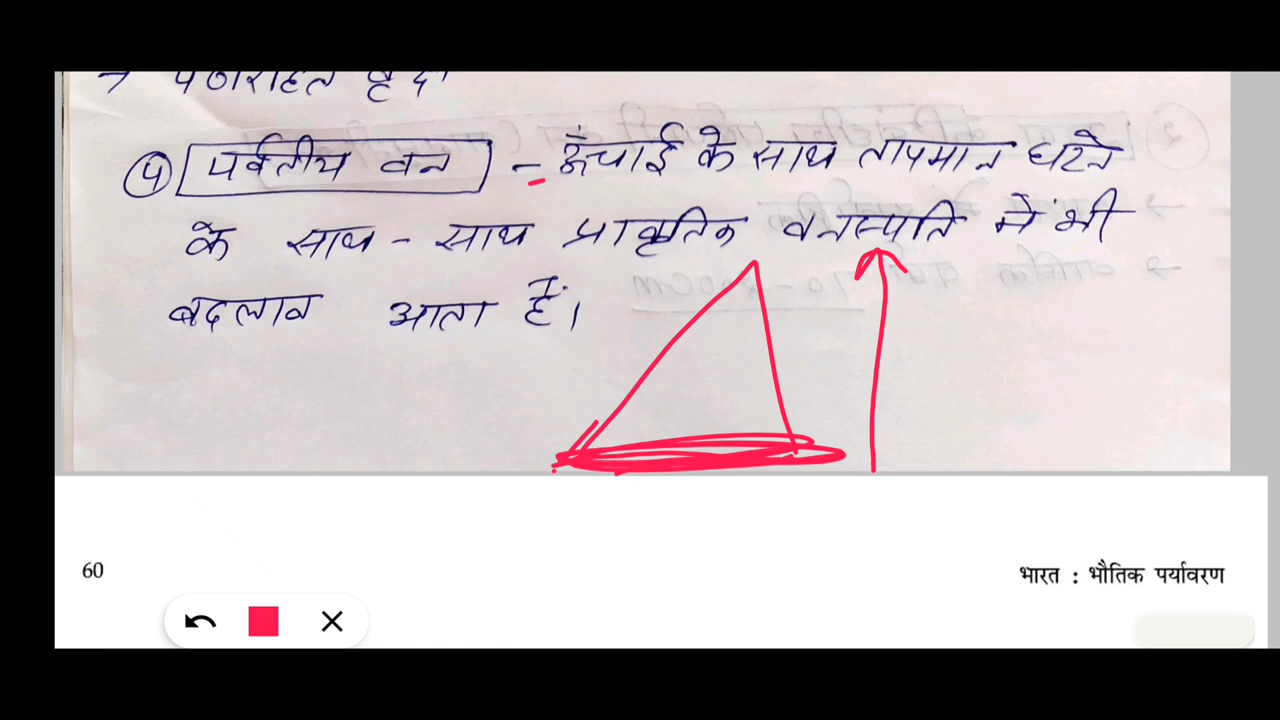 ④ पर्वतीय वन - ऊँचाई के साथ तापमान घटने
के साथ - साथ प्राकृतिक वनस्पति में भी
बदलाव आता हैं।
60
भारत : भौतिक पर्यावरण